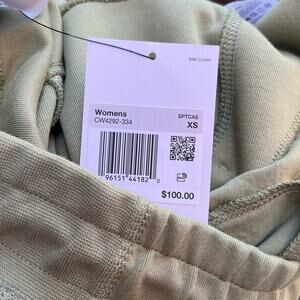 Womens
CW4292-334
SPTCAS
XS
96151 44182 0
$100.00